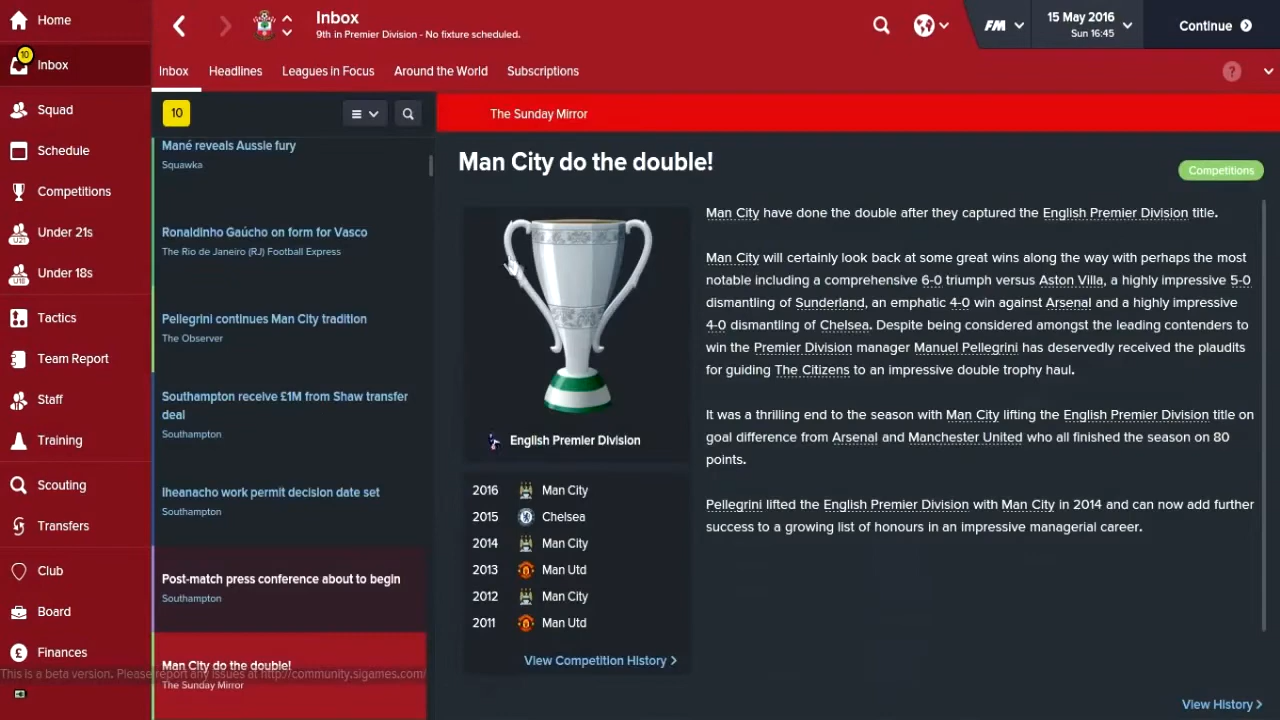 Home
10
Inbox
Squad
Schedule
Competitions
Under 21s
Under 18s
Tactics
Team Report
Staff
Training
Scouting
Transfers
Club
Board
£ Finances
Inbox
9th in Premier Division - No fixture scheduled.
FM
15 May 2016
Sun 16:45
Continue
Inbox
Headlines
Leagues in Focus
Around the World
Subscriptions
?
10
Mané reveals Aussie fury
Squawka
Ronaldinho Gaúcho on form for Vasco
The Rio de Janeiro (RJ) Football Express
Pellegrini continues Man City tradition
The Observer
Southampton receive £1M from Shaw transfer
deal
Southampton
Iheanacho work permit decision date set
Southampton
Post-match press conference about to begin
Southampton
Man City do the double!
The Sunday Mirror
This is a beta version. Please report any issues at http://community.sigames.com/
The Sunday Mirror
Man City do the double!
Competitions
English Premier Division
2016 Man City
2015 Chelsea
2014 Man City
2013 Man Utd
2012 Man City
2011 Man Utd
View Competition History
Man City have done the double after they captured the English Premier Division title.
Man City will certainly look back at some great wins along the way with perhaps the most
notable including a comprehensive 6-0 triumph versus Aston Villa, a highly impressive 5-0
dismantling of Sunderland, an emphatic 4-0 win against Arsenal and a highly impressive
4-0 dismantling of Chelsea. Despite being considered amongst the leading contenders to
win the Premier Division manager Manuel Pellegrini has deservedly received the plaudits
for guiding The Citizens to an impressive double trophy haul.
It was a thrilling end to the season with Man City lifting the English Premier Division title on
goal difference from Arsenal and Manchester United who all finished the season on 80
points.
Pellegrini lifted the English Premier Division with Man City in 2014 and can now add further
success to a growing list of honours in an impressive managerial career.
View History